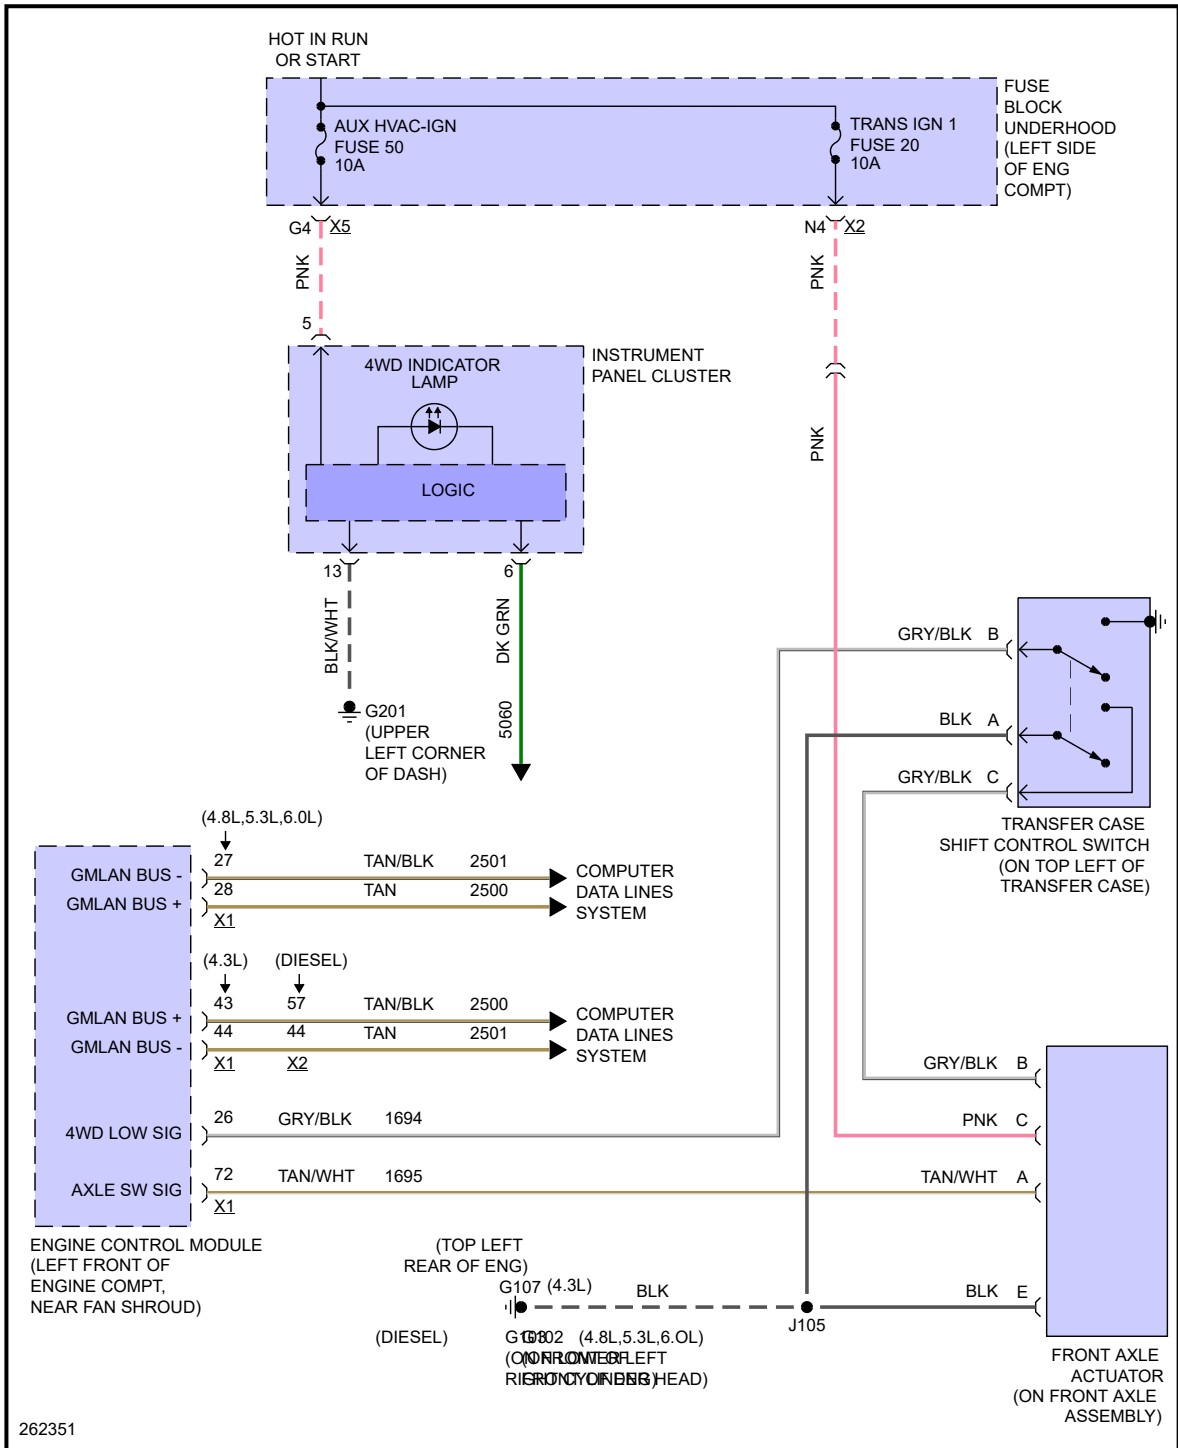 HOT IN RUN
OR START
FUSE
BLOCK
UNDERHOOD
(LEFT SIDE
OF ENG
COMPT)
AUX HVAC-IGN
FUSE 50
10A
TRANS IGN 1
FUSE 20
10A
G4 X5
N4 X2
PNK
PNK
5
INSTRUMENT
PANEL CLUSTER
4WD INDICATOR
LAMP
PNK
LOGIC
13
6
BLK/WHT
DK GRN
5060
G201
(UPPER
LEFT CORNER
OF DASH)
GRY/BLK B
BLK A
GRY/BLK C
TRANSFER CASE
SHIFT CONTROL SWITCH
(ON TOP LEFT OF
TRANSFER CASE)
(4.8L,5.3L,6.0L)
GMLAN BUS - 27 TAN/BLK 2501
GMLAN BUS + 28 TAN 2500
X1
COMPUTER
DATA LINES
SYSTEM
(4.3L) (DIESEL)
GMLAN BUS + 43 57 TAN/BLK 2500
GMLAN BUS - 44 44 TAN 2501
X1 X2
COMPUTER
DATA LINES
SYSTEM
GRY/BLK B
4WD LOW SIG 26 GRY/BLK 1694
PNK C
AXLE SW SIG 72 TAN/WHT 1695
X1
TAN/WHT A
ENGINE CONTROL MODULE
(LEFT FRONT OF
ENGINE COMPT,
NEAR FAN SHROUD)
(TOP LEFT
REAR OF ENG)
G107 (4.3L) BLK
BLK E
J105
(DIESEL)
G103
G102 (4.8L,5.3L,6.OL)
FRONT AXLE
ACTUATOR
(ON FRONT AXLE
ASSEMBLY)
262351